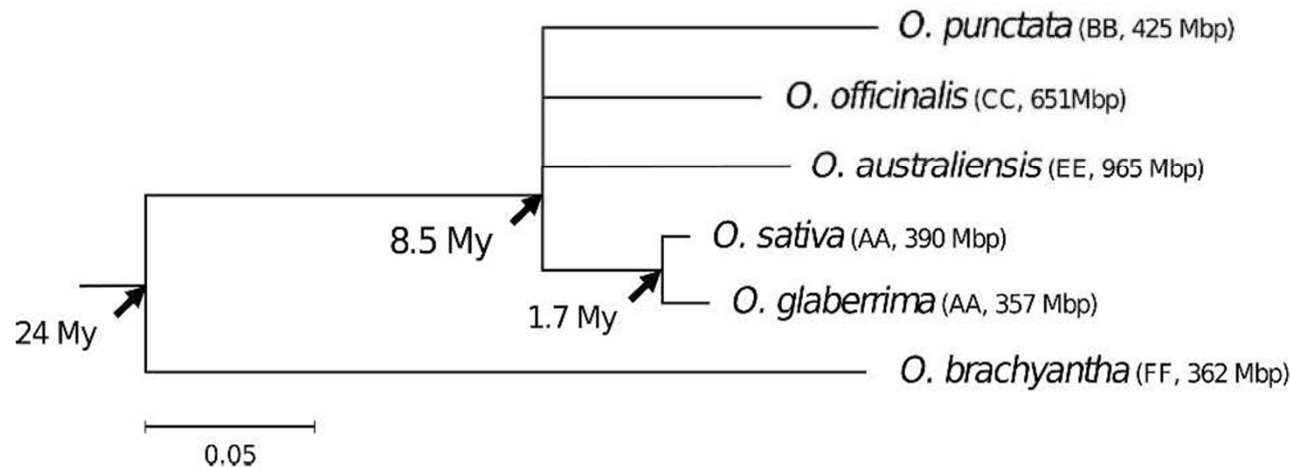 O. punctata (BB, 425 Mbp)
O. officinalis (CC, 651Mbp)
O. australiensis (EE, 965 Mbp)
8.5 My
O. sativa (AA, 390 Mbp)
1.7 My
O. glaberrima (AA, 357 Mbp)
24 My
O. brachyantha (FF, 362 Mbp)
0.05